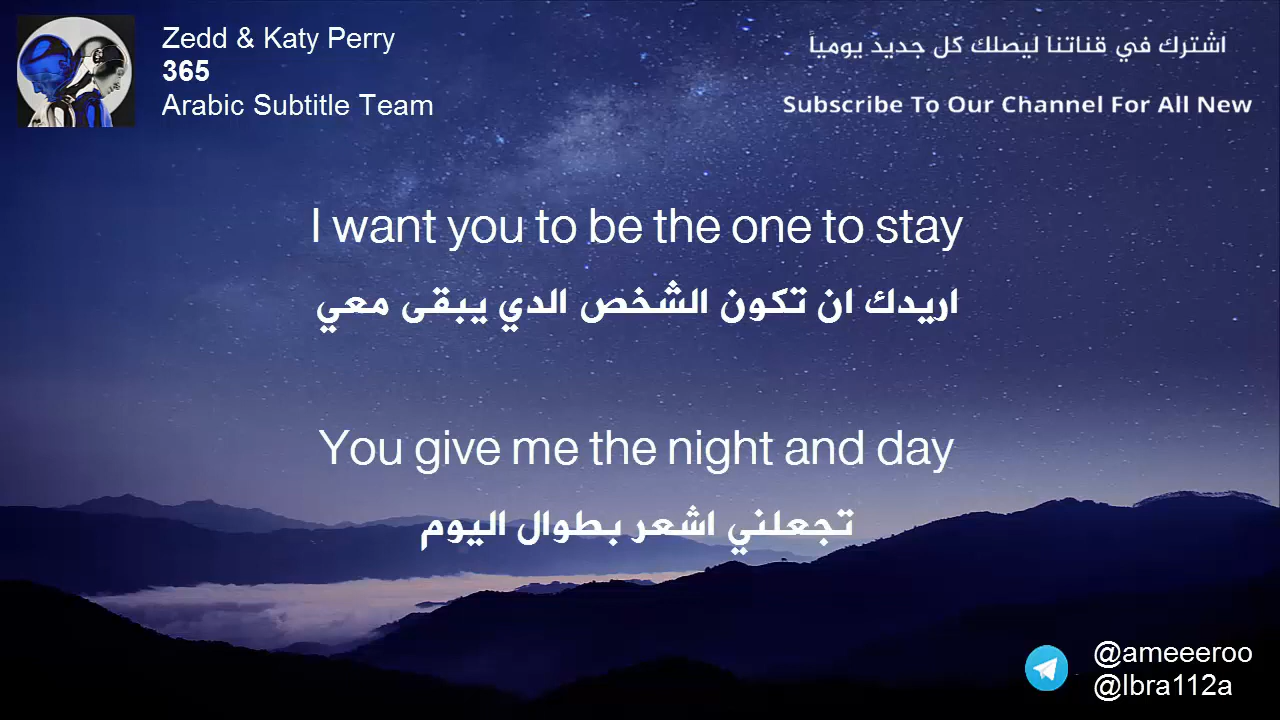 Zedd & Katy Perry
365
Arabic Subtitle Team
اشترك في قناتنا ليصلك كل جديد يومياً
Subscribe To Our Channel For All New
I want you to be the one to stay
اريدك ان تكون الشخص الدي يبقى معي
You give me the night and day
تجعلني اشعر بطوال اليوم
@ameeeroo
@Ibra112a